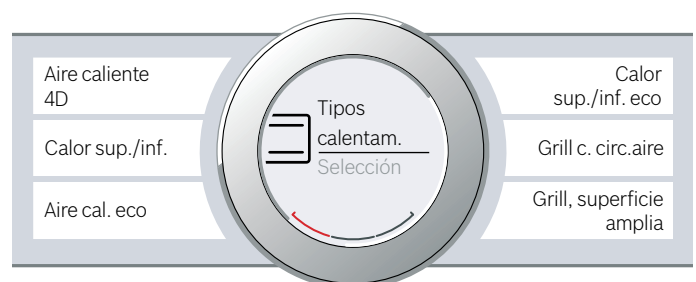 Aire caliente
4D
Calor sup./inf.
Aire cal. eco
Tipos
calentam.
Selección
Calor
sup./inf. eco
Grill c. circ.aire
Grill, superficie
amplia